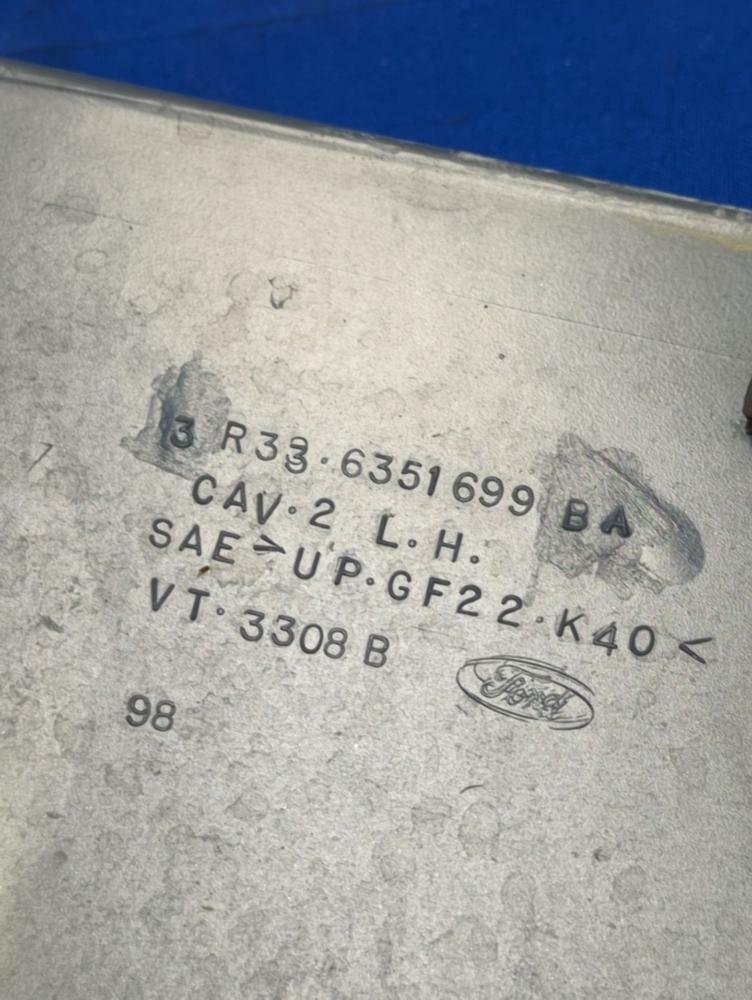 3 R33·6351699 BA
CAV·2 L.H.
SAE >UP·GF22·K40<
VT·3308 B
Ford
98